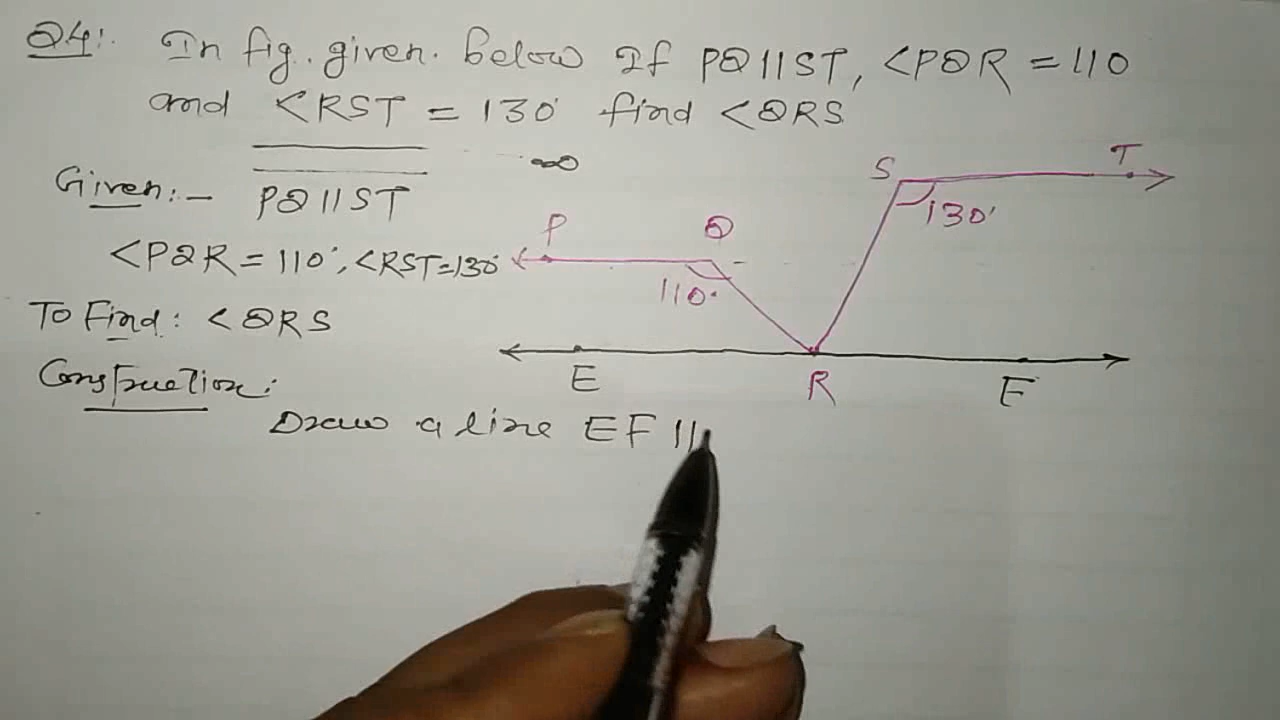 Q4:. In fig. given. below If PQ || ST, <PQR = 110
and <RST = 130° find <QRS
Given:- PQ || ST
<PQR = 110°, <RST = 130°
To Find: <QRS
Construction:
Draw a line EF ||
S T
130°
P Q
110°
E R F